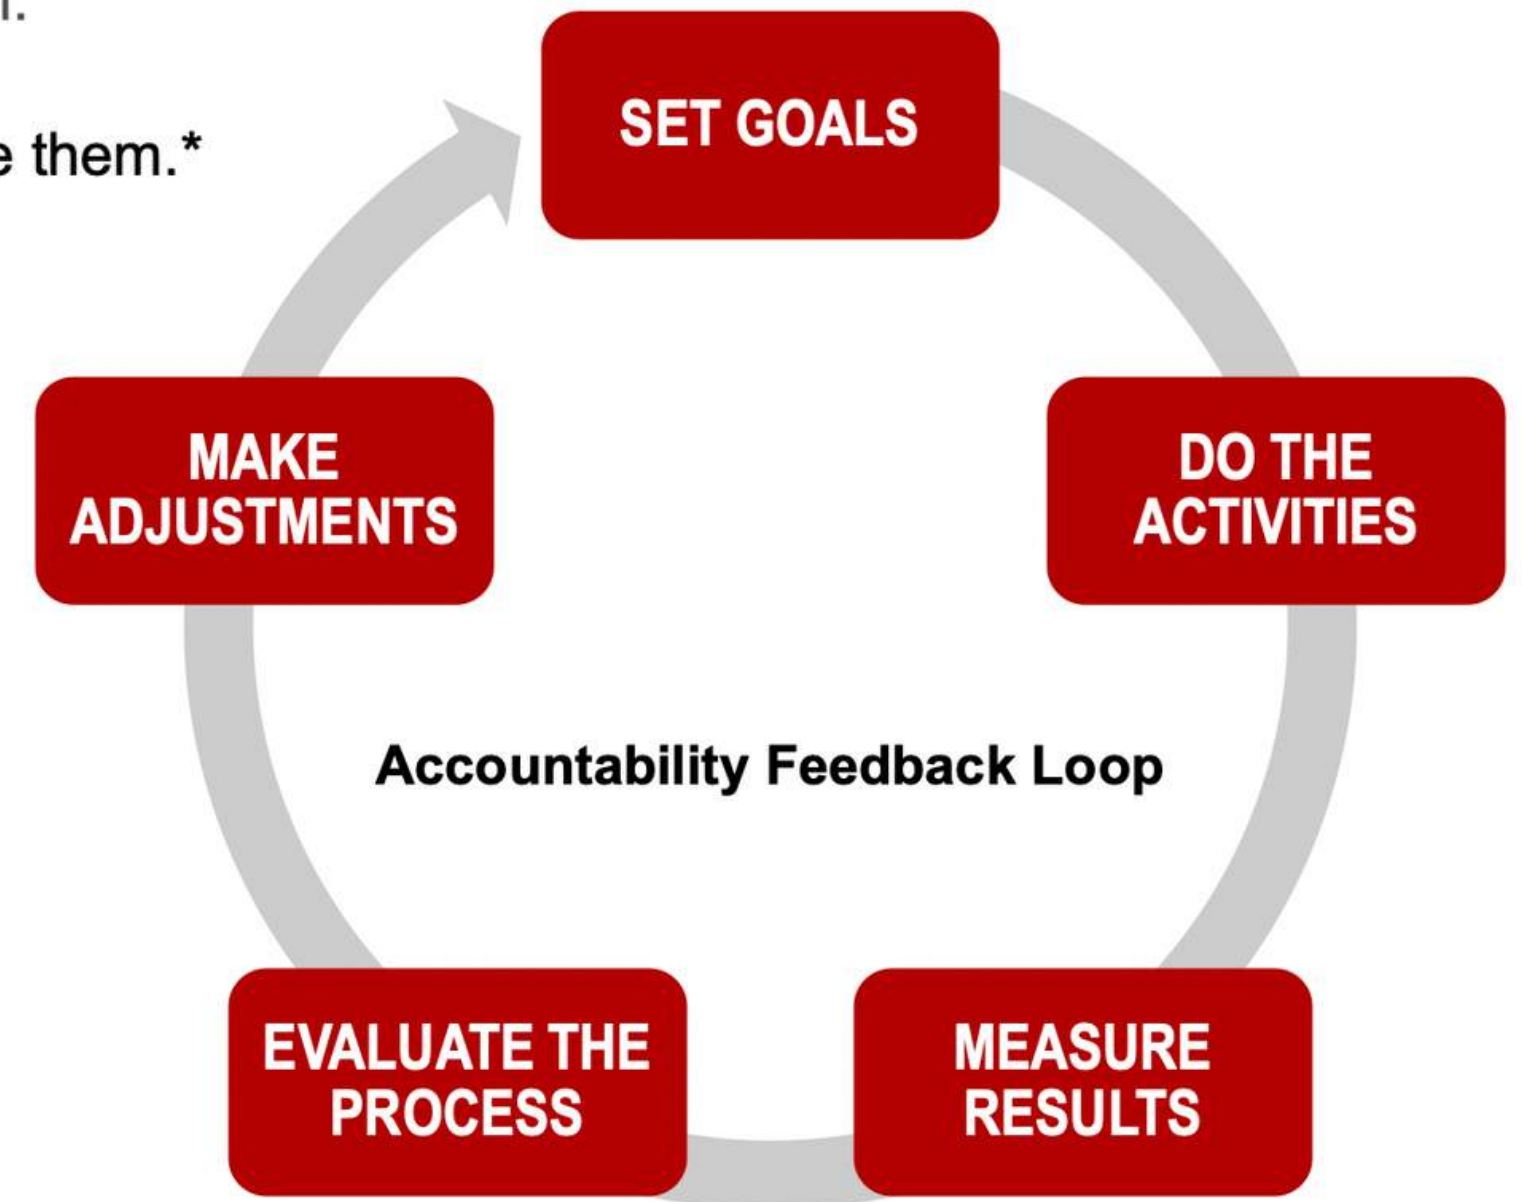 them.*
SET GOALS
MAKE
ADJUSTMENTS
DO THE
ACTIVITIES
Accountability Feedback Loop
EVALUATE THE
PROCESS
MEASURE
RESULTS